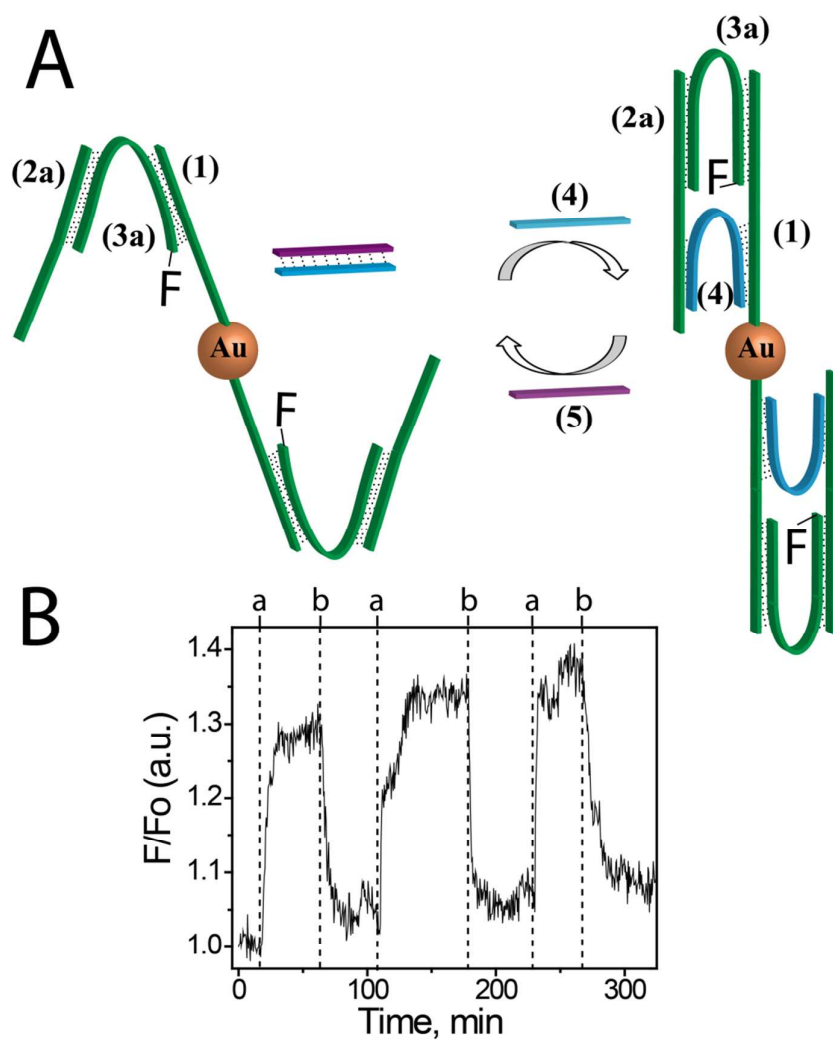 A
(3a)
(2a)
(1)
(2a)
(3a)
F
(4)
F
(1)
(4)
Au
Au
F
(5)
F
B
a b a b a b
F/Fo (a.u.)
1.4
1.3
1.2
1.1
1.0
0 100 200 300
Time, min